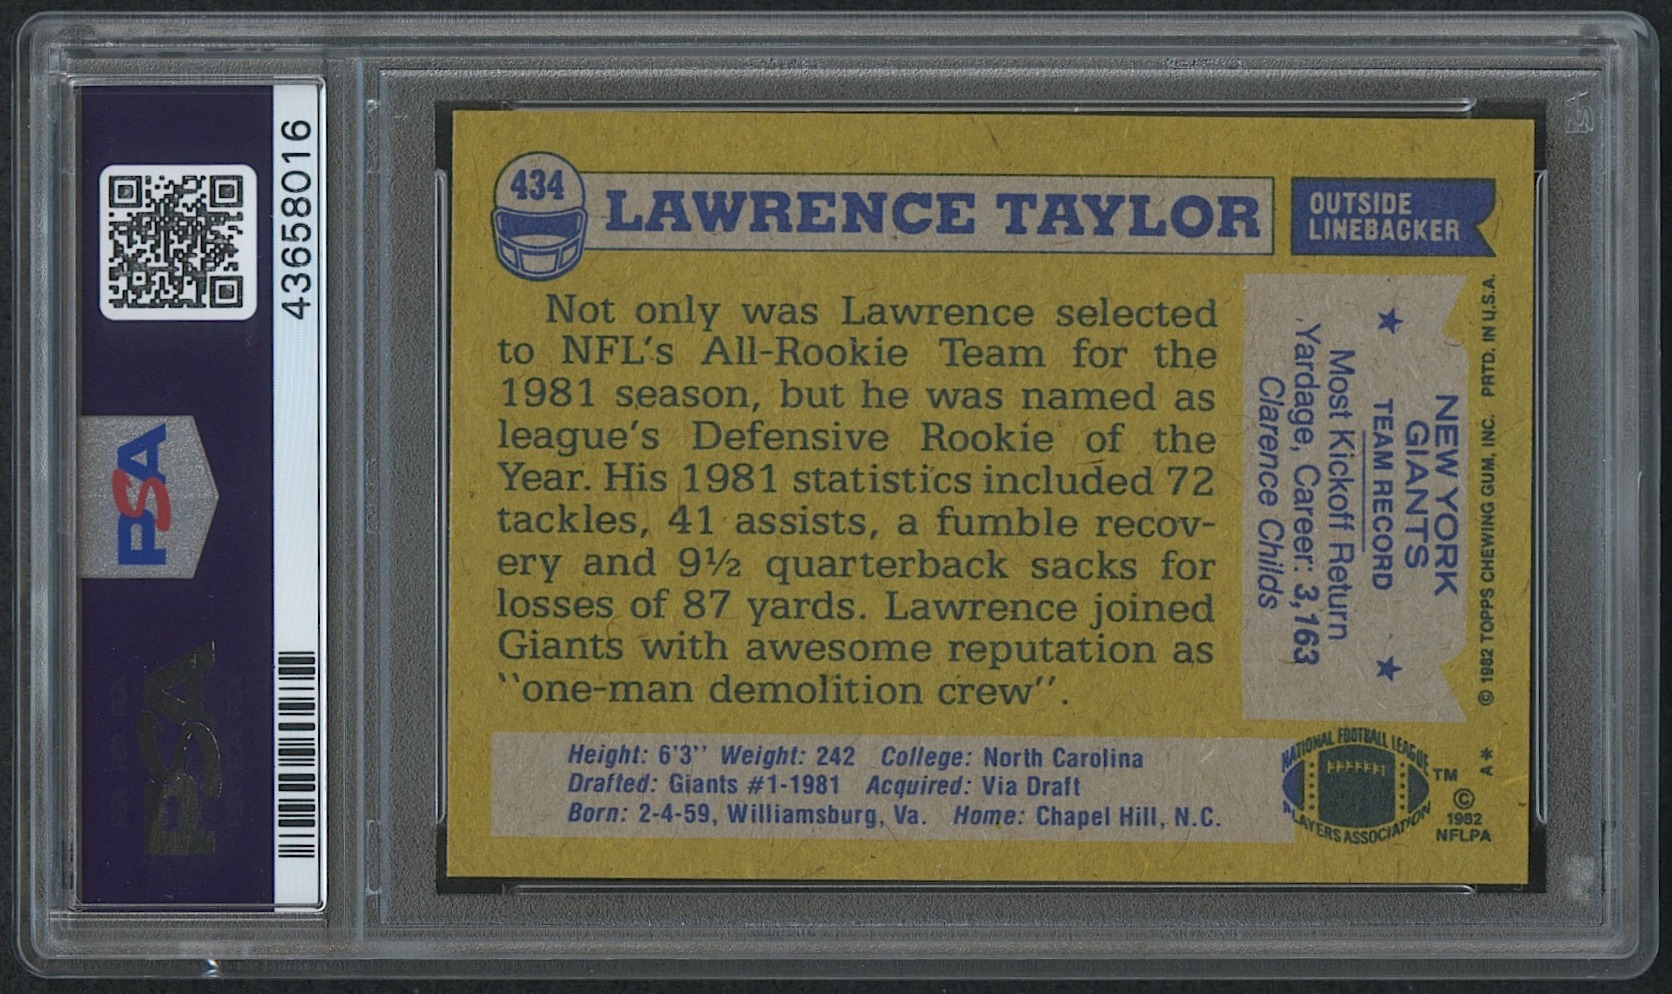 43658016
PSA
PSA
434
LAWRENCE TAYLOR
OUTSIDE
LINEBACKER
Not only was Lawrence selected
to NFL's All-Rookie Team for the
1981 season, but he was named as
league's Defensive Rookie of the
Year. His 1981 statistics included 72
tackles, 41 assists, a fumble recov-
ery and 9½ quarterback sacks for
losses of 87 yards. Lawrence joined
Giants with awesome reputation as
"one-man demolition crew".
NEW YORK
GIANTS
TEAM RECORD
Most Kickoff Return
Yardage, Career: 3,163
Clarence Childs
© 1982 TOPPS CHEWING GUM, INC. PRTD. IN U.S.A.
A*
Height: 6'3" Weight: 242 College: North Carolina
Drafted: Giants #1-1981 Acquired: Via Draft
Born: 2-4-59, Williamsburg, Va. Home: Chapel Hill, N.C.
NATIONAL FOOTBALL LEAGUE
PLAYERS ASSOCIATION
TM
©
1982
NFLPA